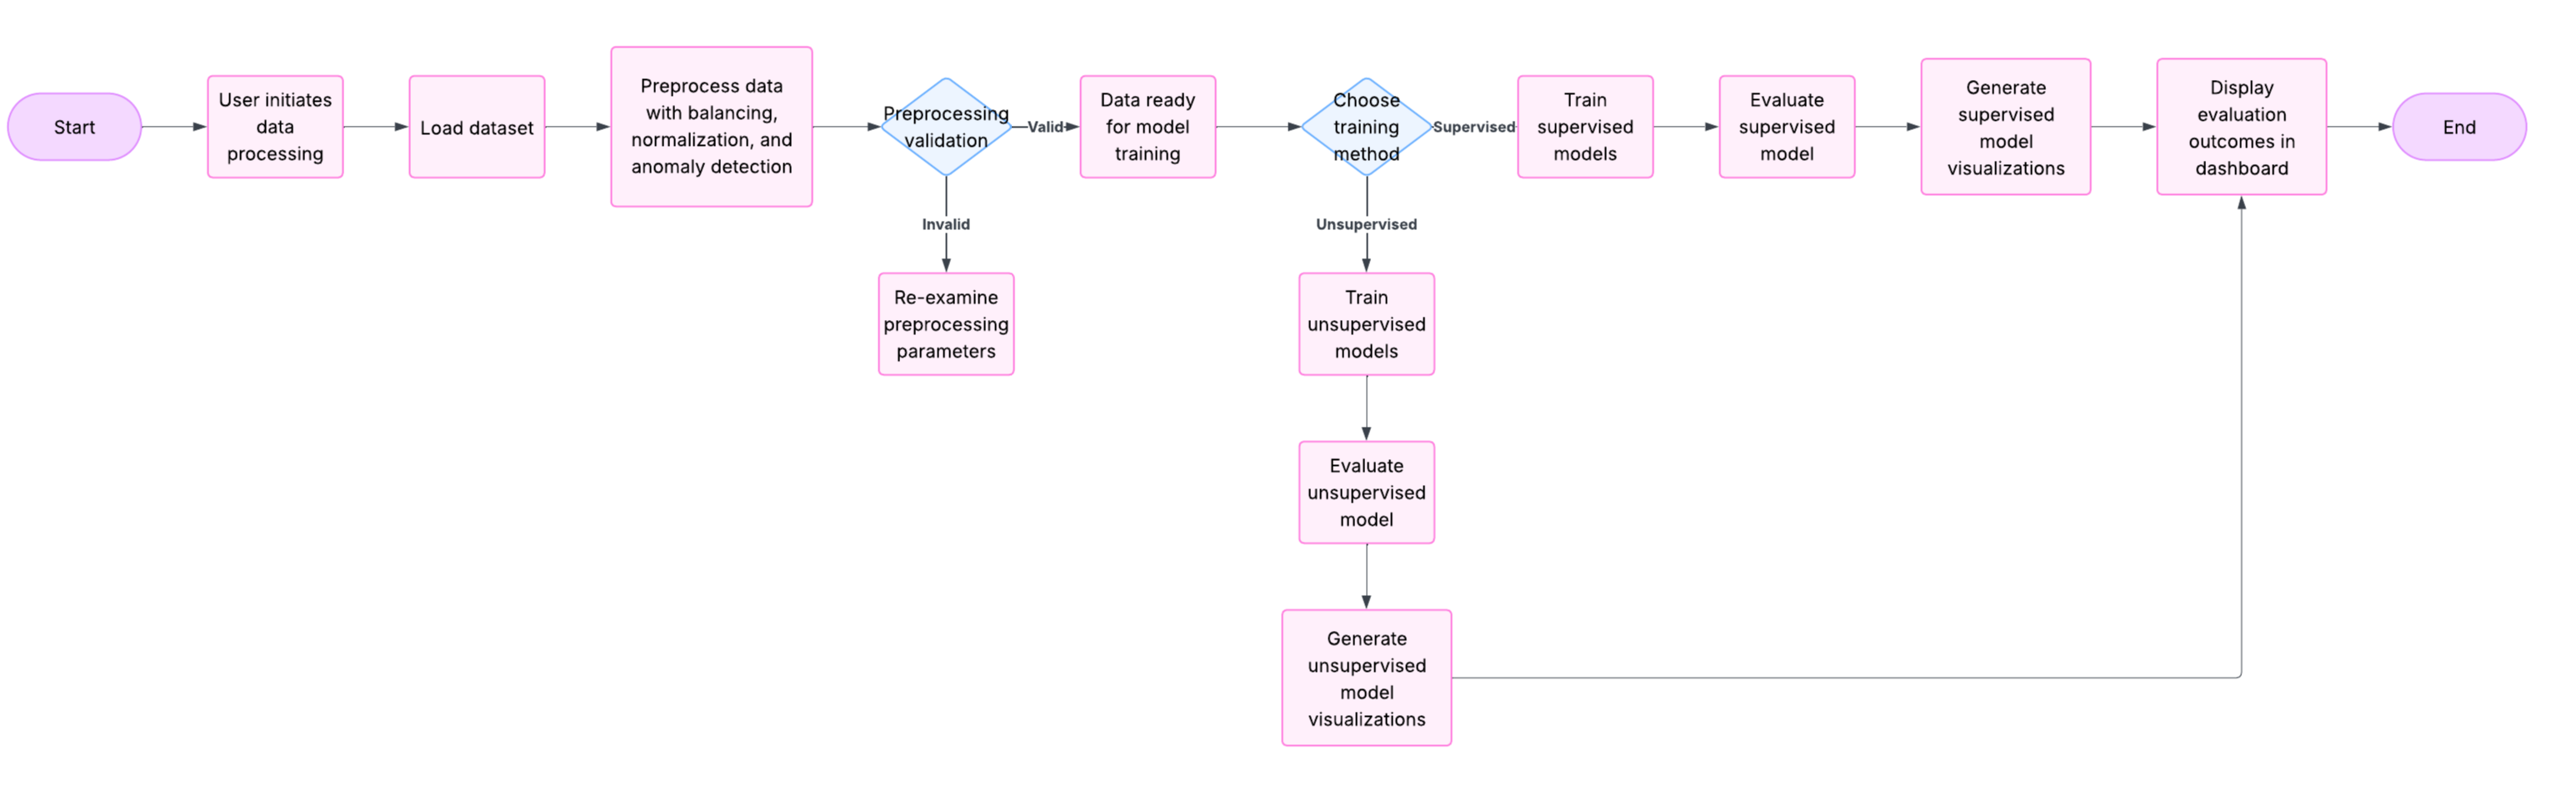 Start
User initiates
data
processing
Load dataset
Preprocess data
with balancing,
normalization, and
anomaly detection
Preprocessing
validation
Valid
Data ready
for model
training
Choose
training
method
Supervised
Train
supervised
models
Evaluate
supervised
model
Generate
supervised
model
visualizations
Display
evaluation
outcomes in
dashboard
End
Invalid
Re-examine
preprocessing
parameters
Unsupervised
Train
unsupervised
models
Evaluate
unsupervised
model
Generate
unsupervised
model
visualizations